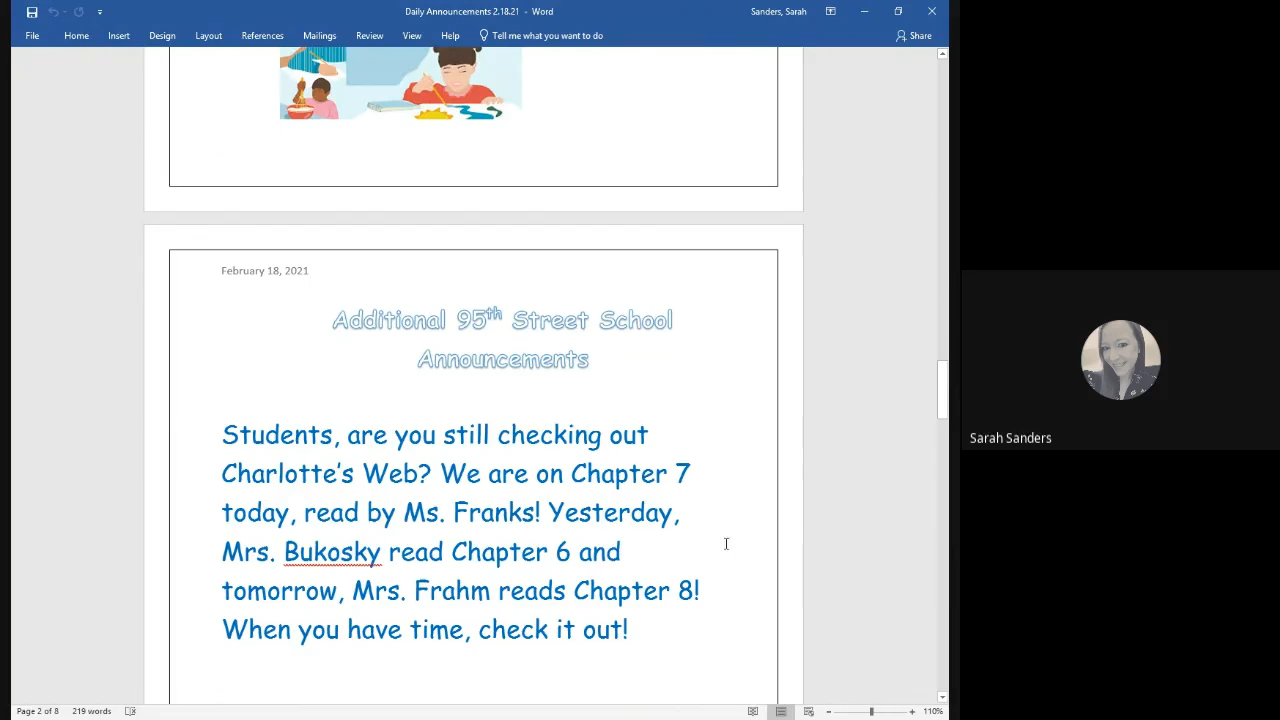 Daily Announcements 2.18.21 - Word
Sanders, Sarah
File Home Insert Design Layout References Mailings Review View Help Tell me what you want to do Share
February 18, 2021
Additional 95th Street School
Announcements
Students, are you still checking out
Charlotte's Web? We are on Chapter 7
today, read by Ms. Franks! Yesterday,
Mrs. Bukosky read Chapter 6 and
tomorrow, Mrs. Frahm reads Chapter 8!
When you have time, check it out!
Sarah Sanders
Page 2 of 8 219 words 110%